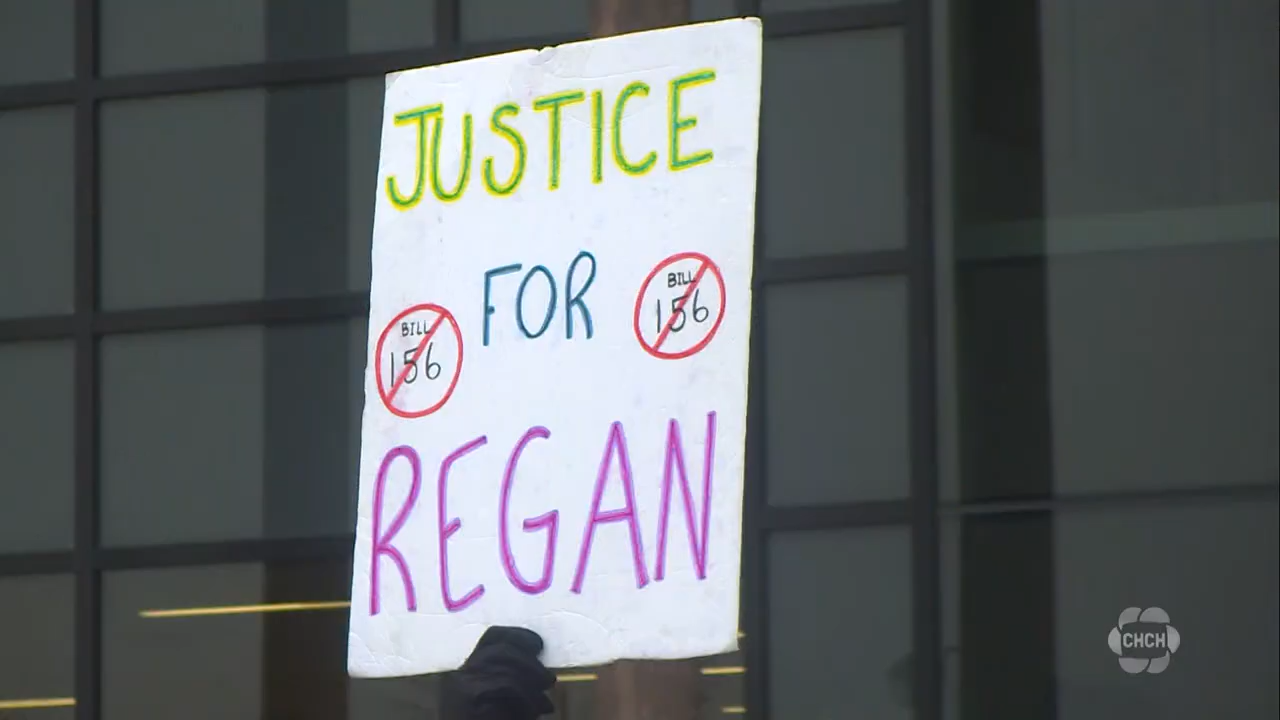 JUSTICE
FOR
BILL
156
BILL
156
REGAN
CHCH